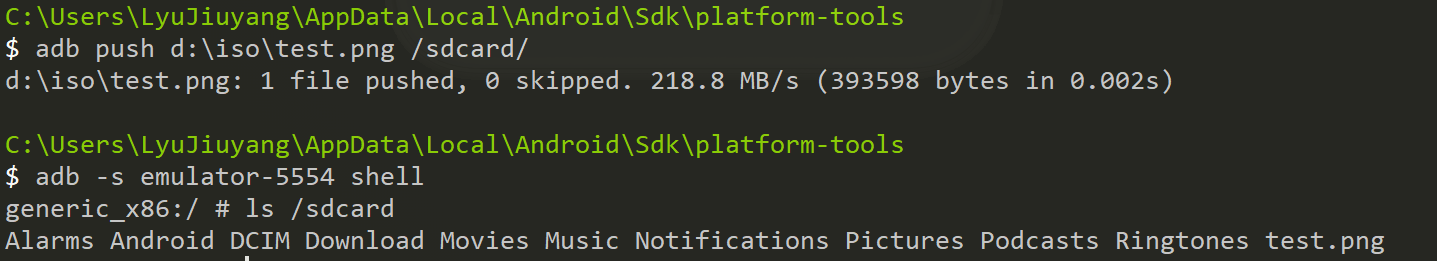 C:\Users\LyuJiuyang\AppData\Local\Android\Sdk\platform-tools
$ adb push d:\iso\test.png /sdcard/
d:\iso\test.png: 1 file pushed, 0 skipped. 218.8 MB/s (393598 bytes in 0.002s)
C:\Users\LyuJiuyang\AppData\Local\Android\Sdk\platform-tools
$ adb -s emulator-5554 shell
generic_x86:/ # ls /sdcard
Alarms Android DCIM Download Movies Music Notifications Pictures Podcasts Ringtones test.png